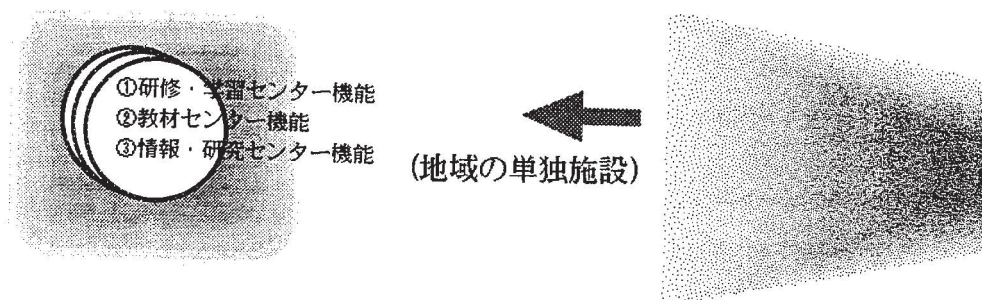 ①研修・学習センター機能
②教材センター機能
③情報・研究センター機能
(地域の単独施設)